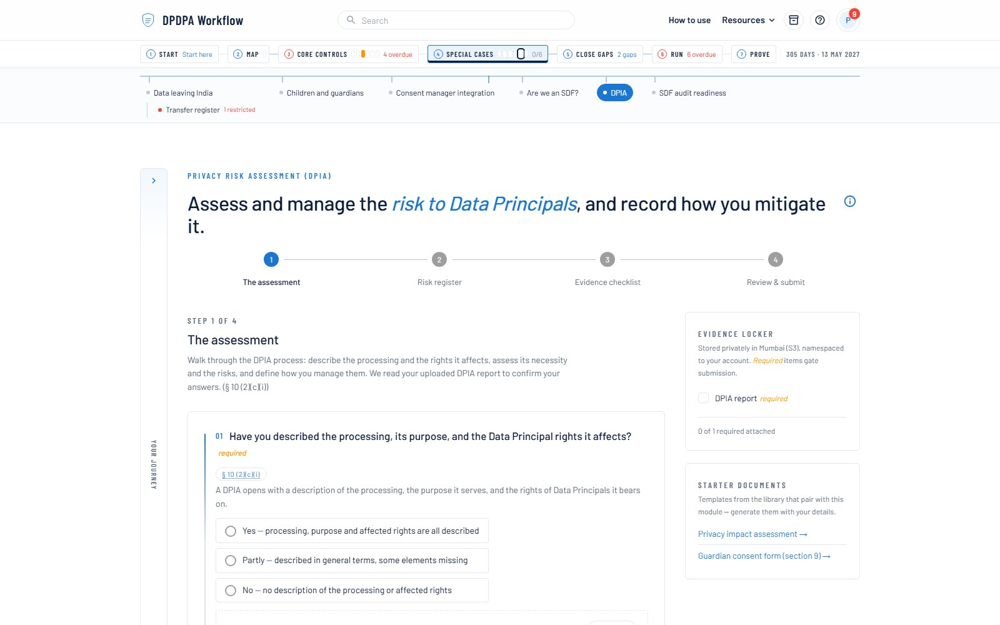 DPDPA Workflow
Search
How to use
Resources
P
9
1 START Start here
2 MAP
3 CORE CONTROLS 4 overdue
4 SPECIAL CASES 0/6
5 CLOSE GAPS 2 gaps
6 RUN 6 overdue
7 PROVE
305 DAYS · 13 MAY 2027
Data leaving India
Children and guardians
Consent manager integration
Are we an SDF?
DPIA
SDF audit readiness
Transfer register 1 restricted
PRIVACY RISK ASSESSMENT (DPIA)
Assess and manage the risk to Data Principals, and record how you mitigate
it.
1
2
3
4
The assessment
Risk register
Evidence checklist
Review & submit
YOUR JOURNEY
STEP 1 OF 4
The assessment
Walk through the DPIA process: describe the processing and the rights it affects, assess its necessity
and the risks, and define how you manage them. We read your uploaded DPIA report to confirm your
answers. (§ 10 (2)(c)(i))
01 Have you described the processing, its purpose, and the Data Principal rights it affects?
required
§ 10 (2)(c)(i)
A DPIA opens with a description of the processing, the purpose it serves, and the rights of Data Principals it bears
on.
Yes — processing, purpose and affected rights are all described
Partly — described in general terms, some elements missing
No — no description of the processing or affected rights
EVIDENCE LOCKER
Stored privately in Mumbai (S3), namespaced
to your account. Required items gate
submission.
DPIA report required
0 of 1 required attached
STARTER DOCUMENTS
Templates from the library that pair with this
module — generate them with your details.
Privacy impact assessment →
Guardian consent form (section 9) →